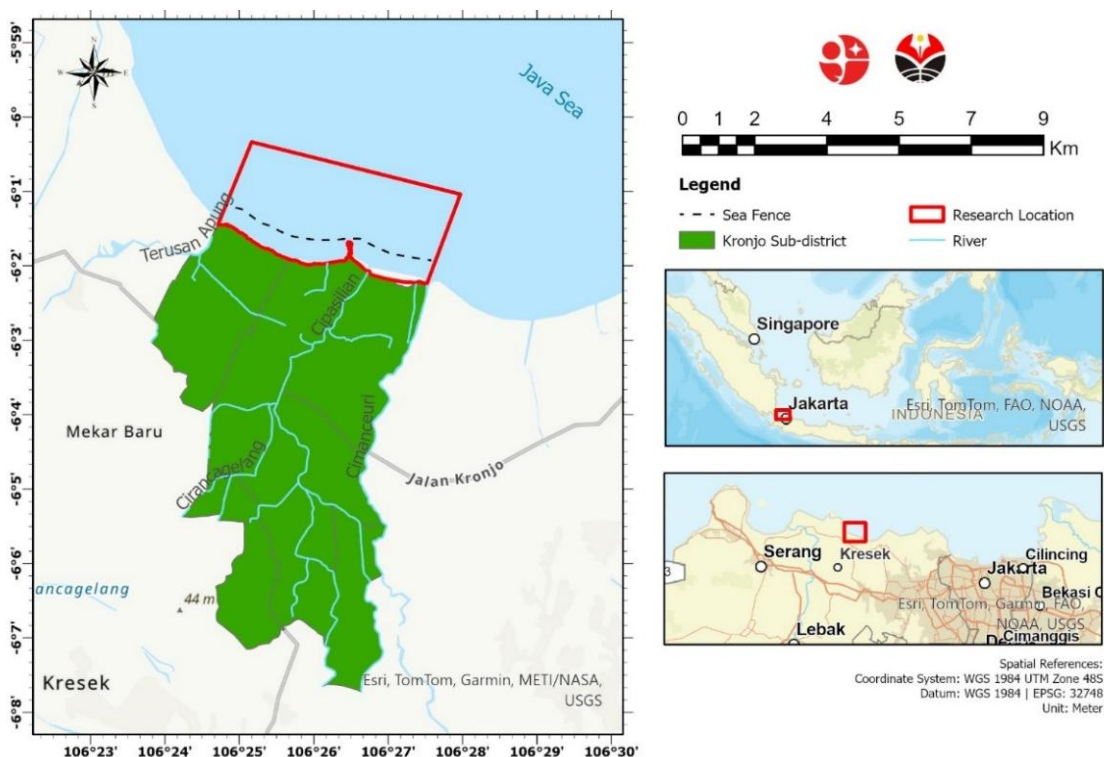 -5°59'
-6°
-6°1'
-6°2'
-6°3'
-6°4'
-6°5'
-6°6'
-6°7'
-6°8'
N
W
E
S
Java Sea
Terusan Apung
Cipasilian
Cimanceuri
Cirancagelang
Mekar Baru
Jalan Kronjo
ancagelang
44 m
Kresek
Esri, TomTom, Garmin, METI/NASA,
USGS
106°23' 106°24' 106°25' 106°26' 106°27' 106°28' 106°29' 106°30'
0 1 2 4 5 7 9
Km
Legend
Sea Fence
Research Location
Kronjo Sub-district
River
Singapore
Jakarta
INDONESIA
Esri, TomTom, FAO, NOAA,
USGS
Serang
Kresek
Cilincing
Jakarta
Bekasi C
3
Esri, TomTom, Garmin, FAO,
NOAA, USGS
Lebak
De
Cimanggis
Spatial References:
Coordinate System: WGS 1984 UTM Zone 48S
Datum: WGS 1984 | EPSG: 32748
Unit: Meter